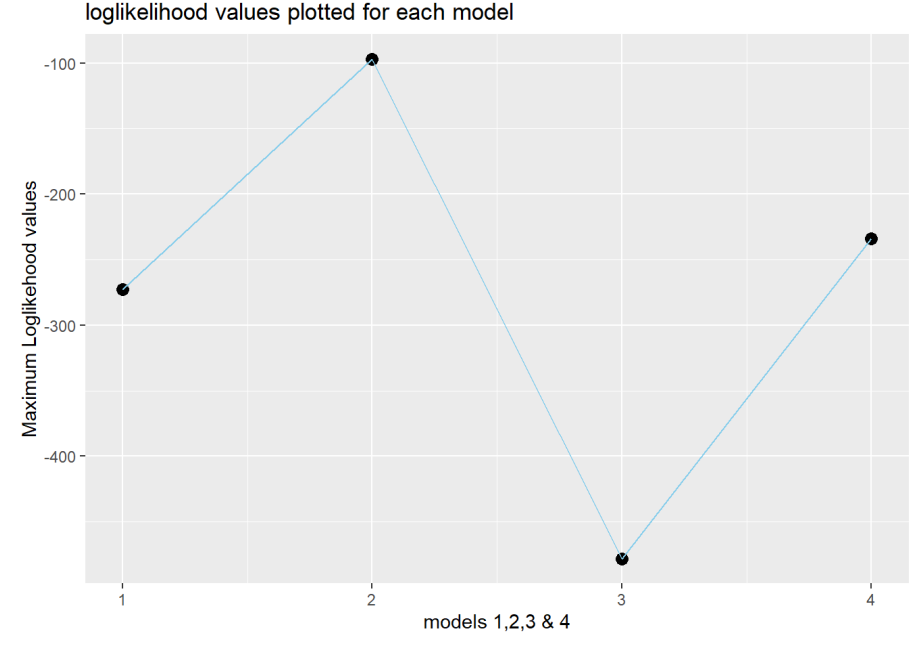 loglikelihood values plotted for each model
Maximum Loglikehood values
-100
-200
-300
-400
1 2 3 4
models 1,2,3 & 4